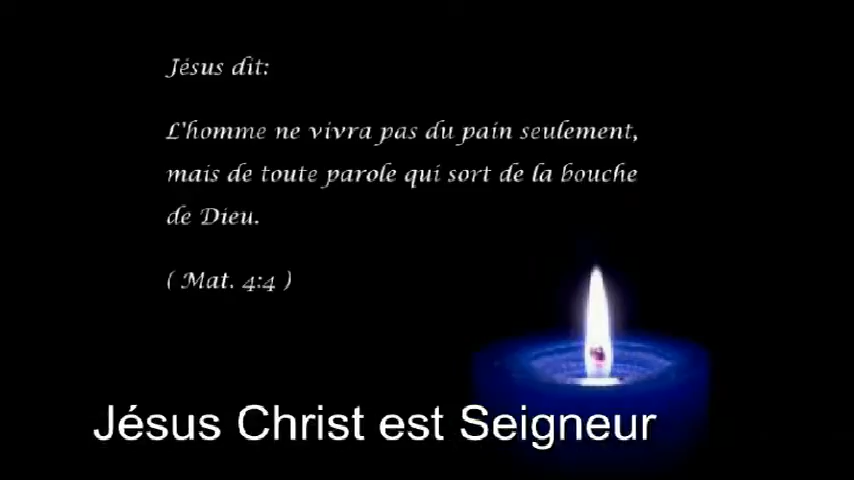 Jésus dit:
L'homme ne vivra pas du pain seulement,
mais de toute parole qui sort de la bouche
de Dieu.
( Mat. 4:4 )
Jésus Christ est Seigneur